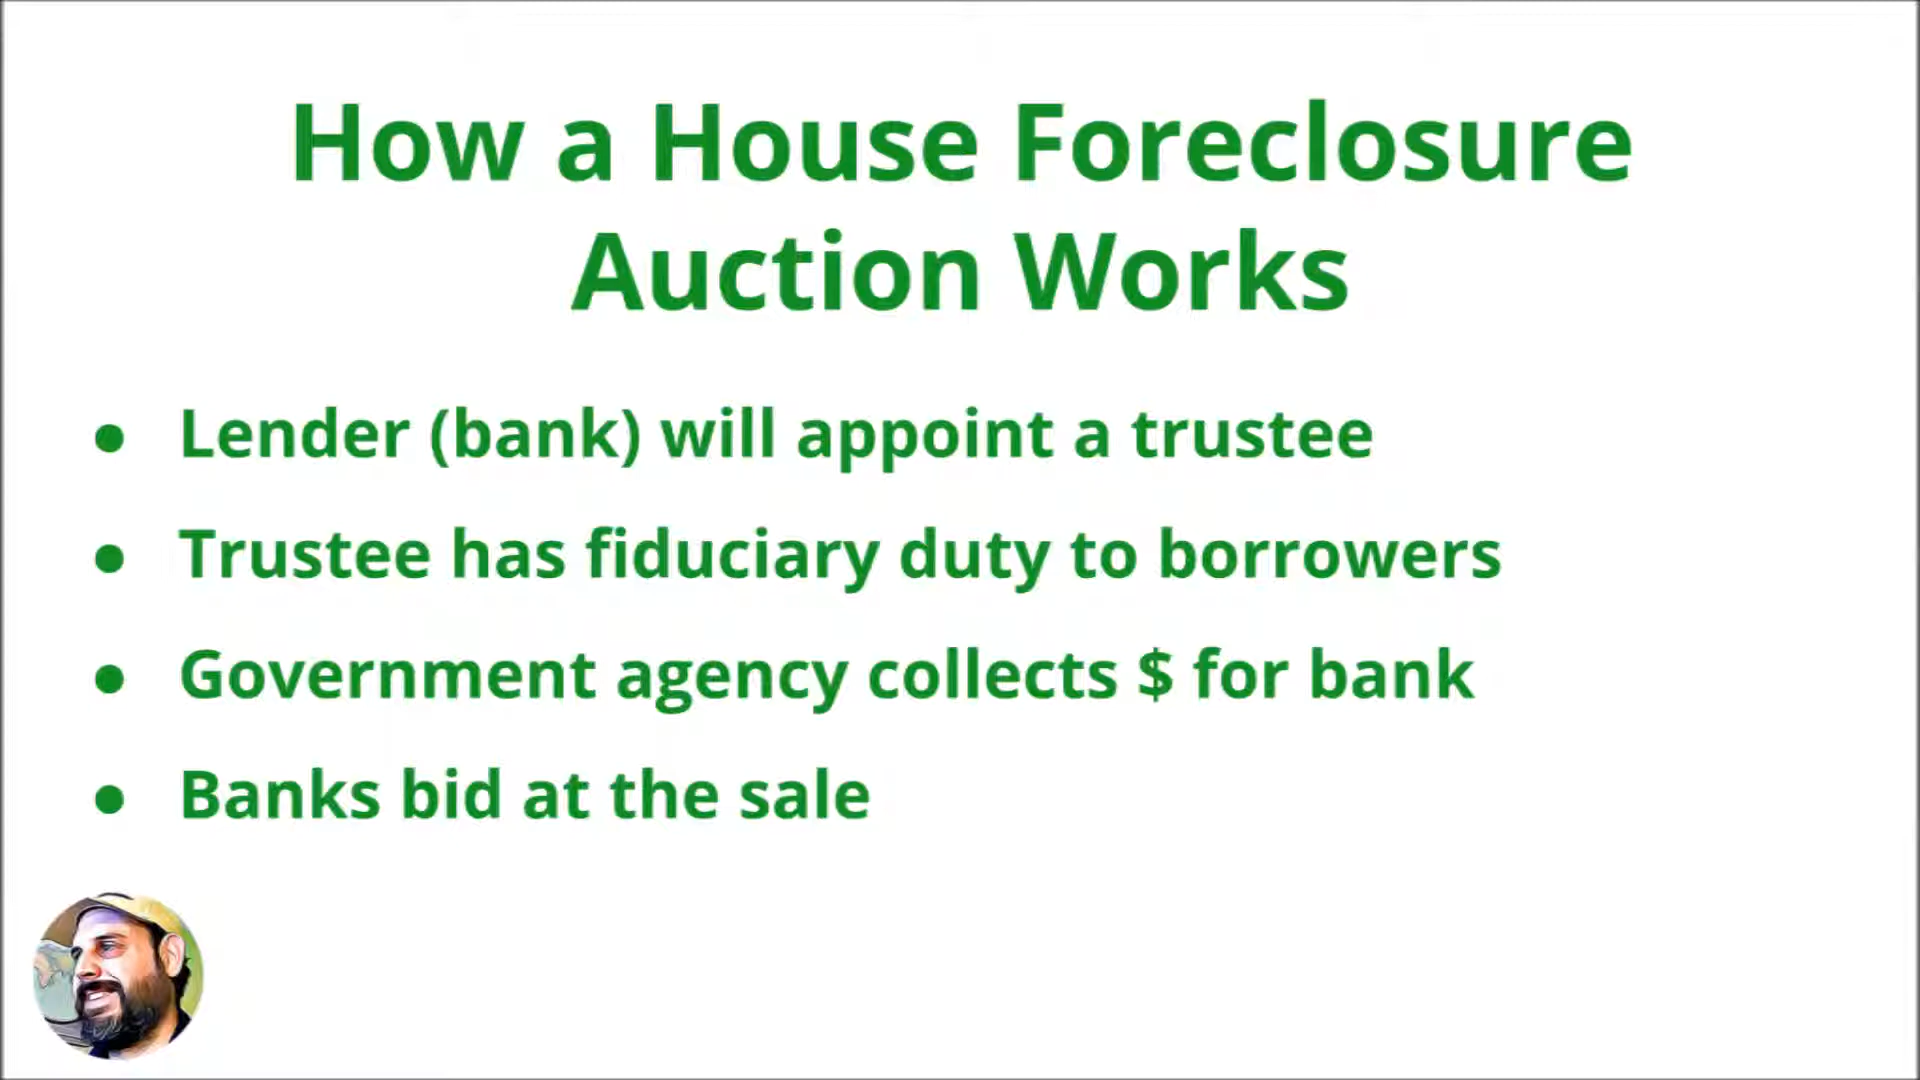 How a House Foreclosure
Auction Works
● Lender (bank) will appoint a trustee
● Trustee has fiduciary duty to borrowers
● Government agency collects $ for bank
● Banks bid at the sale